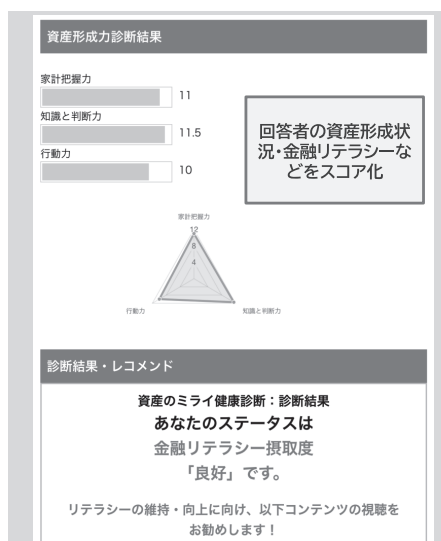 資産形成力診断結果
家計把握力
11
知識と判断力
11.5
行動力
10
回答者の資産形成状
況・金融リテラシーな
どをスコア化
家計把握力
12
8
4
行動力
知識と判断力
診断結果・レコメンド
資産のミライ健康診断：診断結果
あなたのステータスは
金融リテラシー摂取度
「良好」です。
リテラシーの維持・向上に向け、以下コンテンツの視聴を
お勧めします！